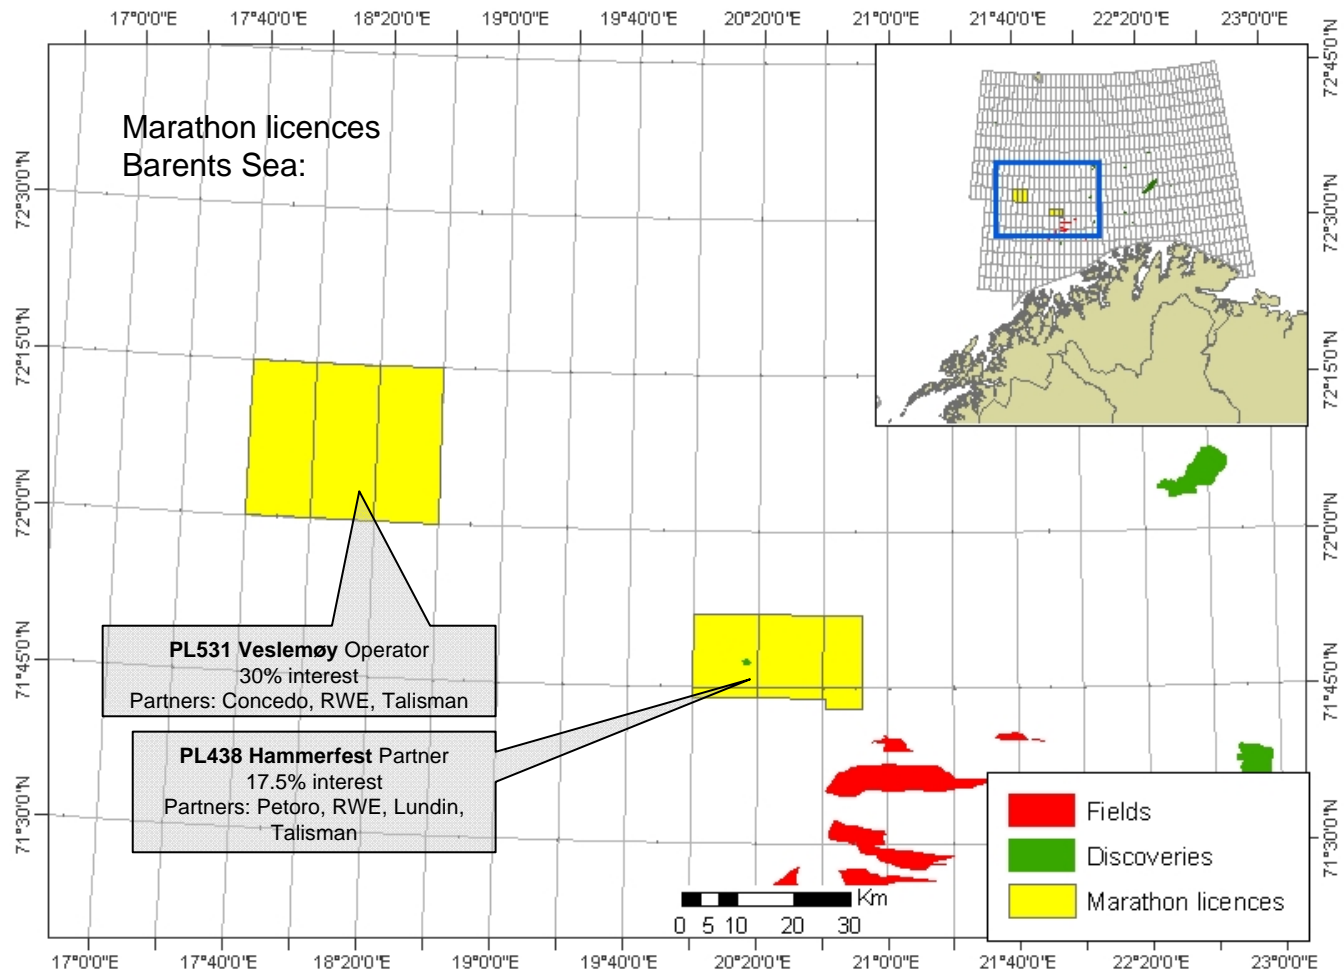 17°0'0"E 17°40'0"E 18°20'0"E 19°0'0"E 19°40'0"E 20°20'0"E 21°0'0"E 21°40'0"E 22°20'0"E 23°0'0"E
Marathon licences
Barents Sea:
72°30'0"N
72°15'0"N
72°0'0"N
71°45'0"N
71°30'0"N
72°45'0"N
72°30'0"N
72°15'0"N
72°0'0"N
71°45'0"N
71°30'0"N
PL531 Veslemøy Operator
30% interest
Partners: Concedo, RWE, Talisman
PL438 Hammerfest Partner
17.5% interest
Partners: Petoro, RWE, Lundin,
Talisman
Fields
Discoveries
Marathon licences
Km
0 5 10 20 30
17°0'0"E 17°40'0"E 18°20'0"E 19°0'0"E 19°40'0"E 20°20'0"E 21°0'0"E 21°40'0"E 22°20'0"E 23°0'0"E